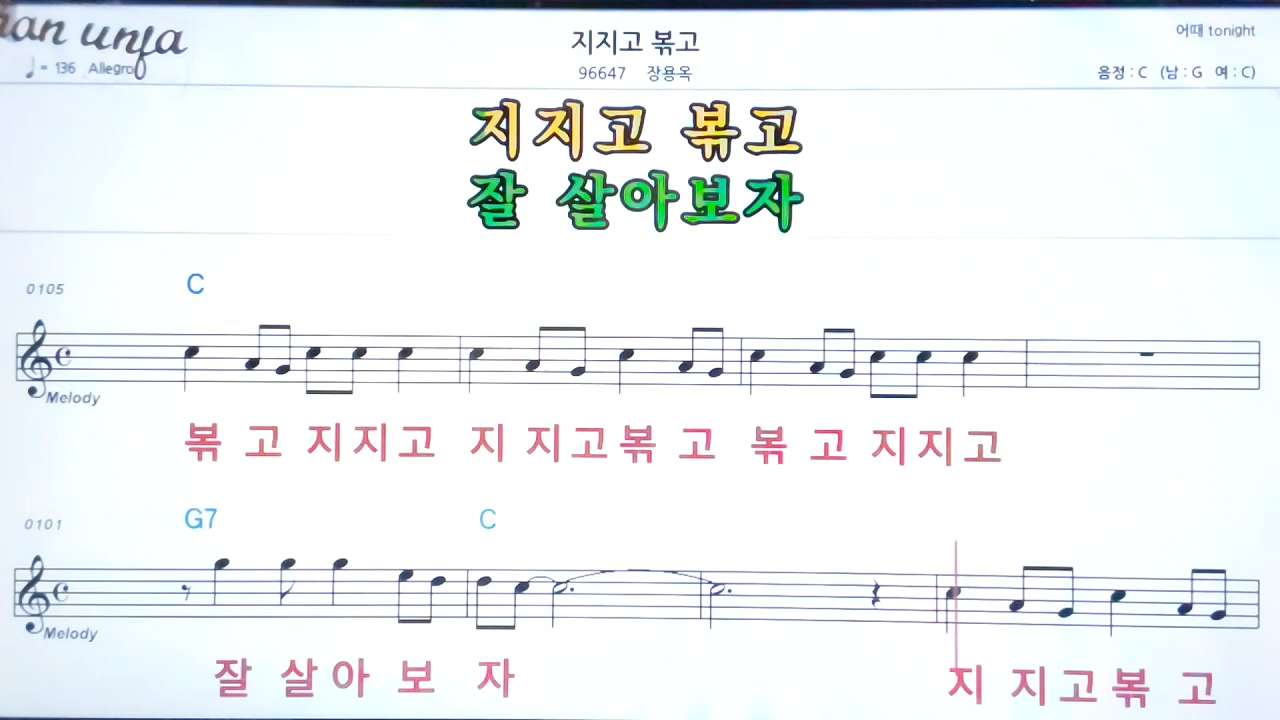 지지고 볶고
어때 tonight
= 136 Allegro
96647 장용옥
음정 : C (남 : G 여 : C)
지지고 볶고
잘 살아보자
0105
C
Melody
볶 고 지지고 지 지고볶 고 볶 고 지지고
0101
G7 C
Melody
잘 살아 보 자 지 지고볶 고